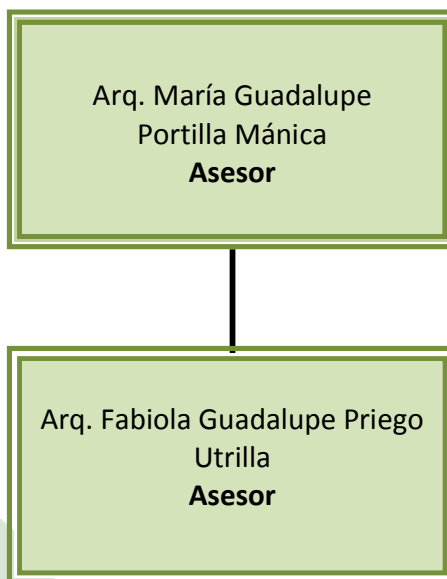 Arq. María Guadalupe
Portilla Mánica
Asesor
Arq. Fabiola Guadalupe Priego
Utrilla
Asesor